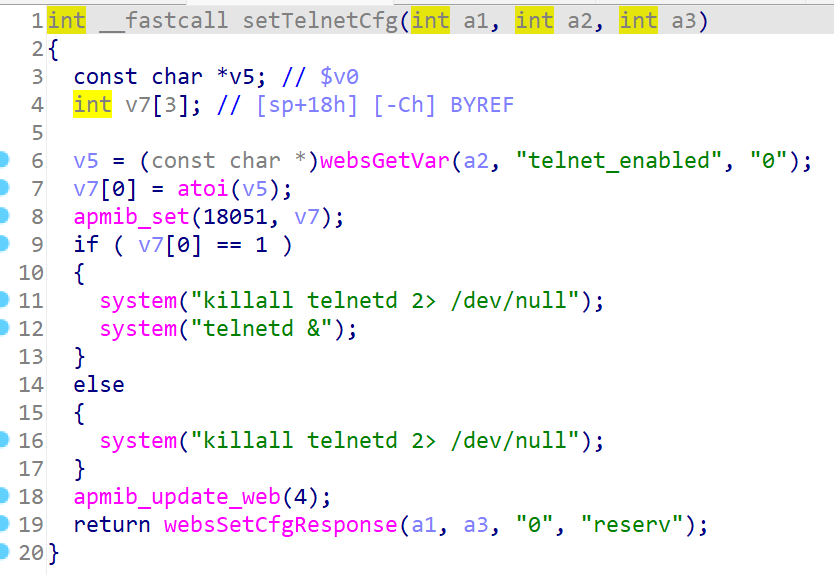 1 int __fastcall setTelnetCfg(int a1, int a2, int a3)
2 {
3   const char *v5; // $v0
4   int v7[3]; // [sp+18h] [-Ch] BYREF
5
6   v5 = (const char *)websGetVar(a2, "telnet_enabled", "0");
7   v7[0] = atoi(v5);
8   apmib_set(18051, v7);
9   if ( v7[0] == 1 )
10   {
11     system("killall telnetd 2> /dev/null");
12     system("telnetd &");
13   }
14   else
15   {
16     system("killall telnetd 2> /dev/null");
17   }
18   apmib_update_web(4);
19   return websSetCfgResponse(a1, a3, "0", "reserv");
20 }